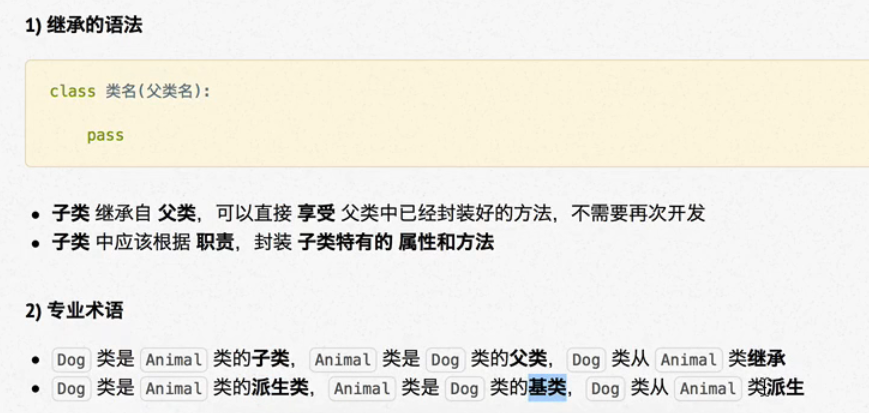 1) 继承的语法
class 类名(父类名):
pass
子类 继承自 父类，可以直接 享受 父类中已经封装好的方法，不需要再次开发
子类 中应该根据 职责，封装 子类特有的 属性和方法
2) 专业术语
Dog 类是 Animal 类的子类，Animal 类是 Dog 类的父类，Dog 类从 Animal 类继承
Dog 类是 Animal 类的派生类，Animal 类是 Dog 类的基类，Dog 类从 Animal 类派生